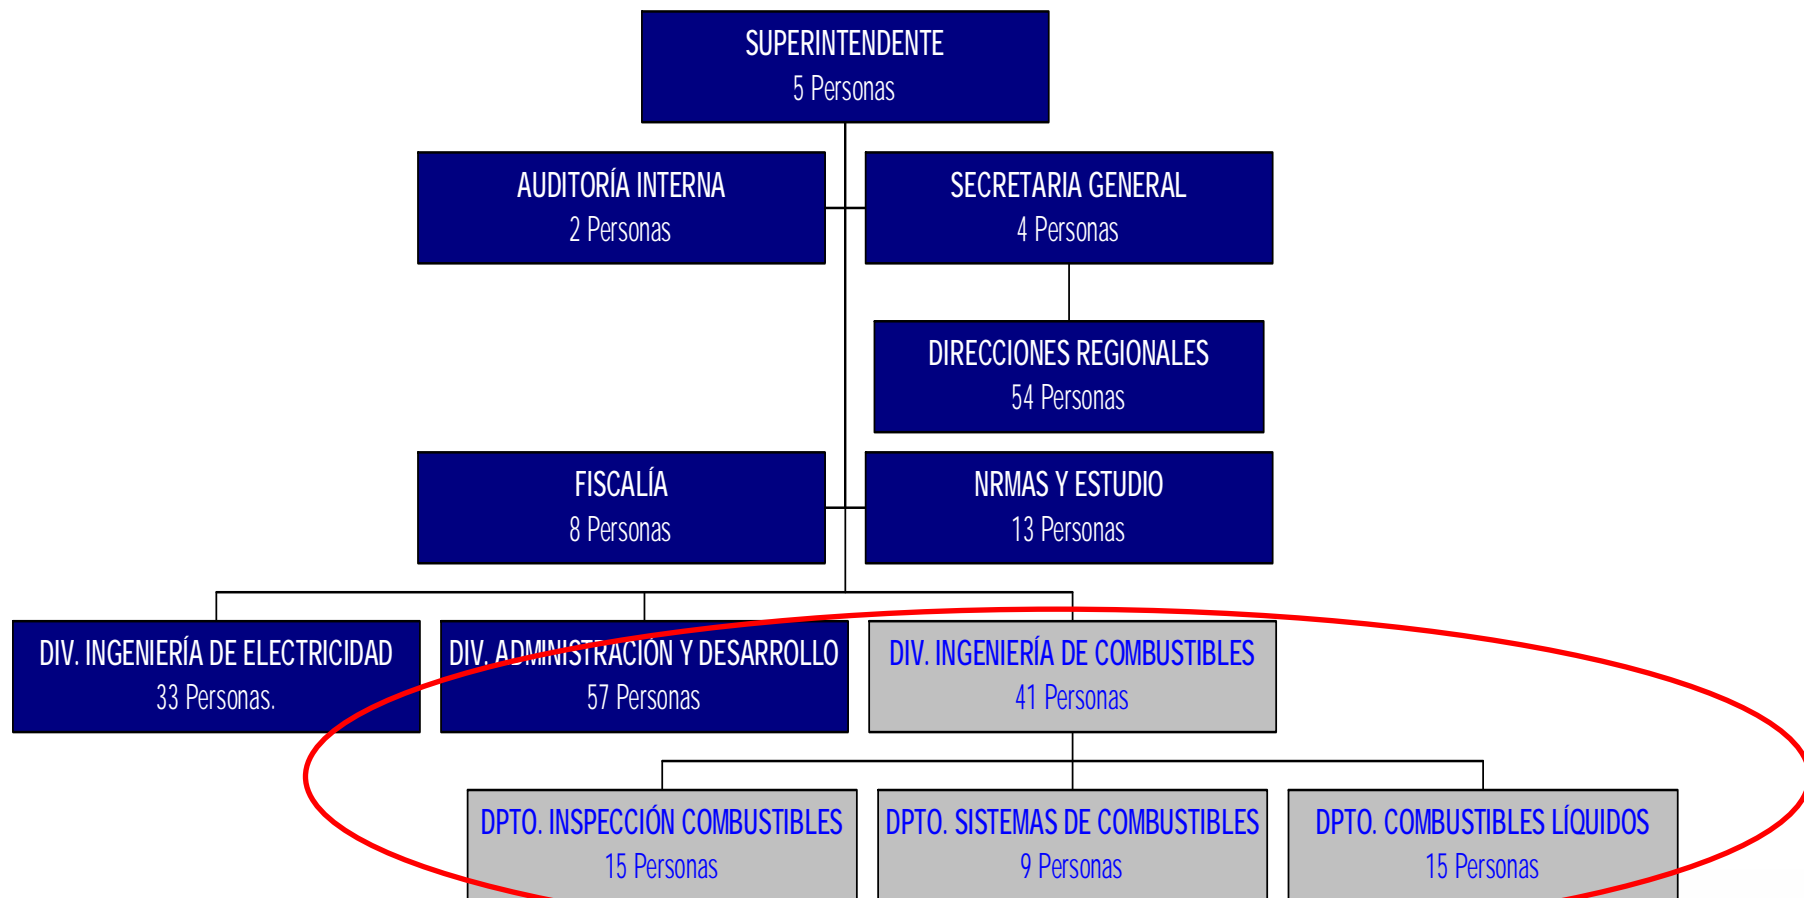 SUPERINTENDENTE
5 Personas
AUDITORÍA INTERNA
2 Personas
SECRETARIA GENERAL
4 Personas
DIRECCIONES REGIONALES
54 Personas
FISCALÍA
8 Personas
NRMAS Y ESTUDIO
13 Personas
DIV. INGENIERÍA DE ELECTRICIDAD
33 Personas.
DIV. ADMINISTRACIÓN Y DESARROLLO
57 Personas
DIV. INGENIERÍA DE COMBUSTIBLES
41 Personas
DPTO. INSPECCIÓN COMBUSTIBLES
15 Personas
DPTO. SISTEMAS DE COMBUSTIBLES
9 Personas
DPTO. COMBUSTIBLES LÍQUIDOS
15 Personas